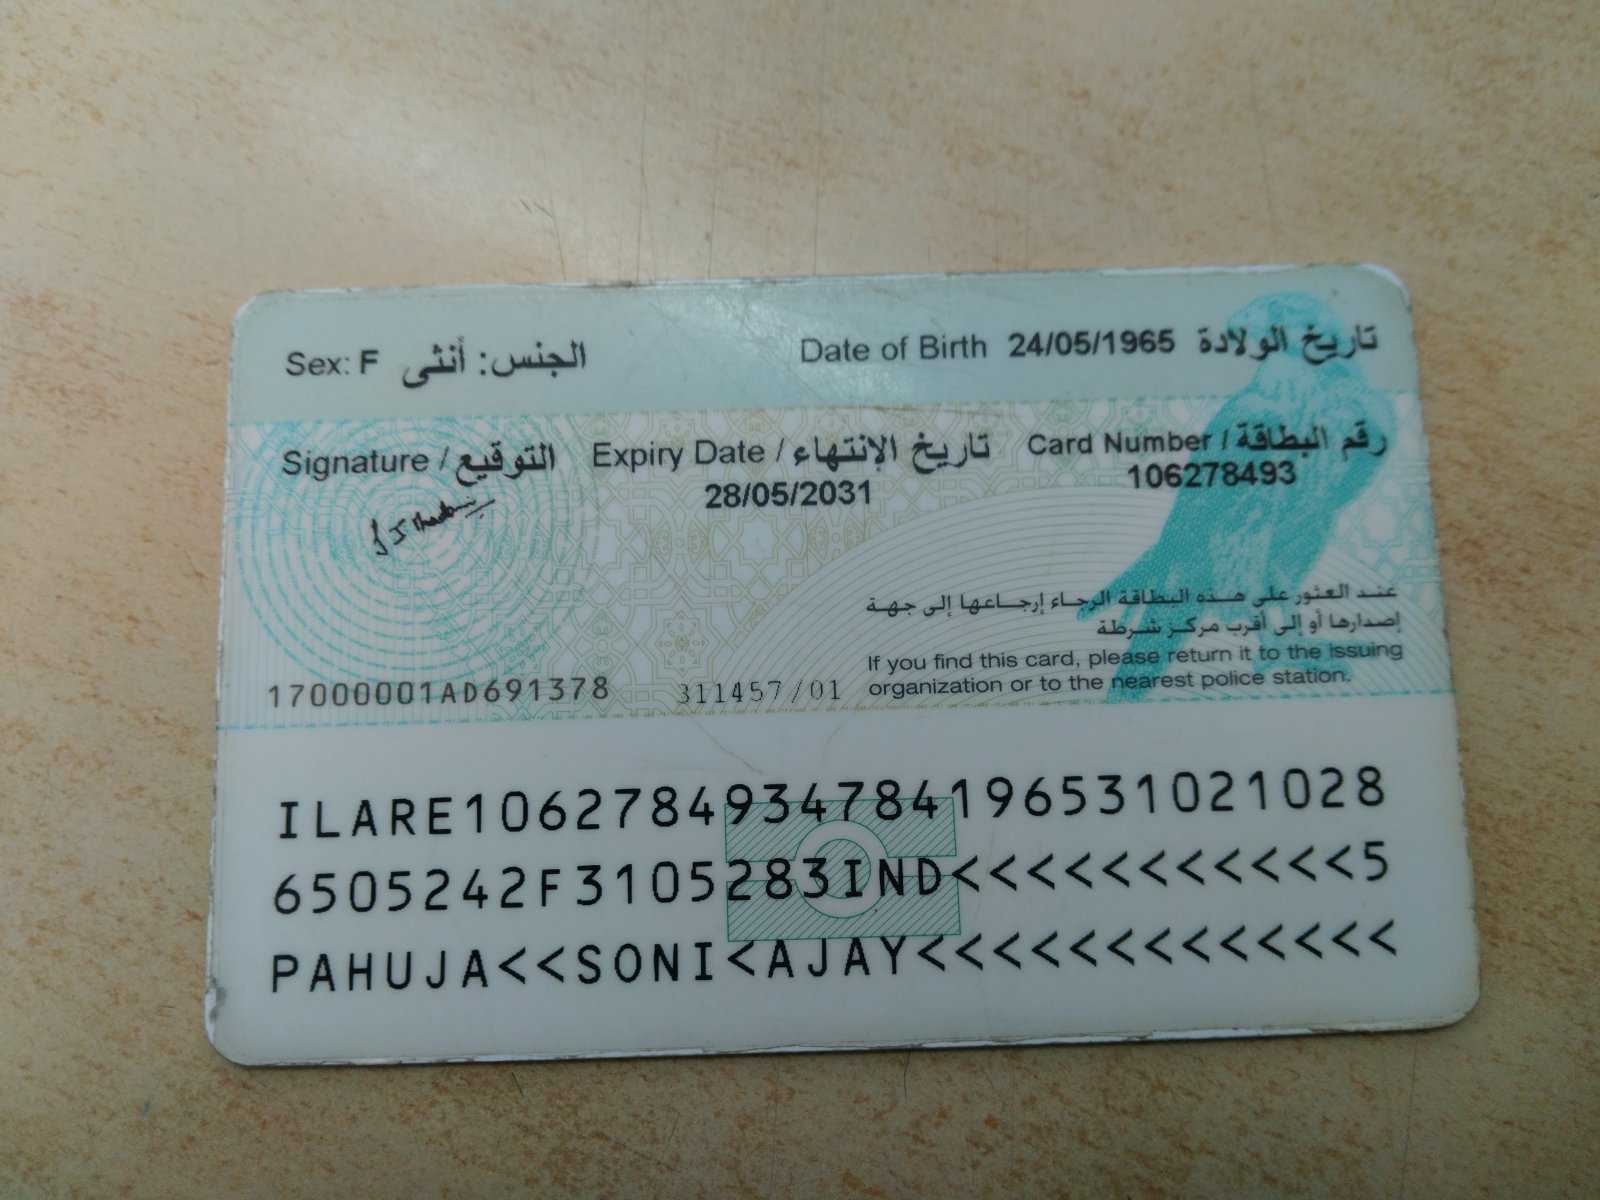 Sex: F الجنس: أنثى
Date of Birth 24/05/1965 تاريخ الولادة
Signature / التوقيع
Expiry Date / تاريخ الإنتهاء
28/05/2031
Card Number / رقم البطاقة
106278493
عند العثور على هذه البطاقة الرجاء إرجاعها إلى جهة
إصدارها أو إلى أقرب مركز شرطة
If you find this card, please return it to the issuing
organization or to the nearest police station.
17000001AD691378
311457/01
ILARE1062784934784196531021028
6505242F3105283IND<<<<<<<<<<<5
PAHUJA<<SONI<AJAY<<<<<<<<<<<<<